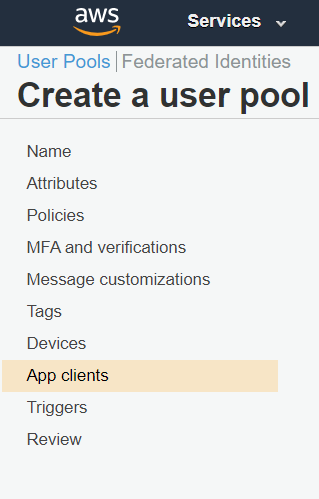 aws
Services
User Pools | Federated Identities
Create a user pool
Name
Attributes
Policies
MFA and verifications
Message customizations
Tags
Devices
App clients
Triggers
Review